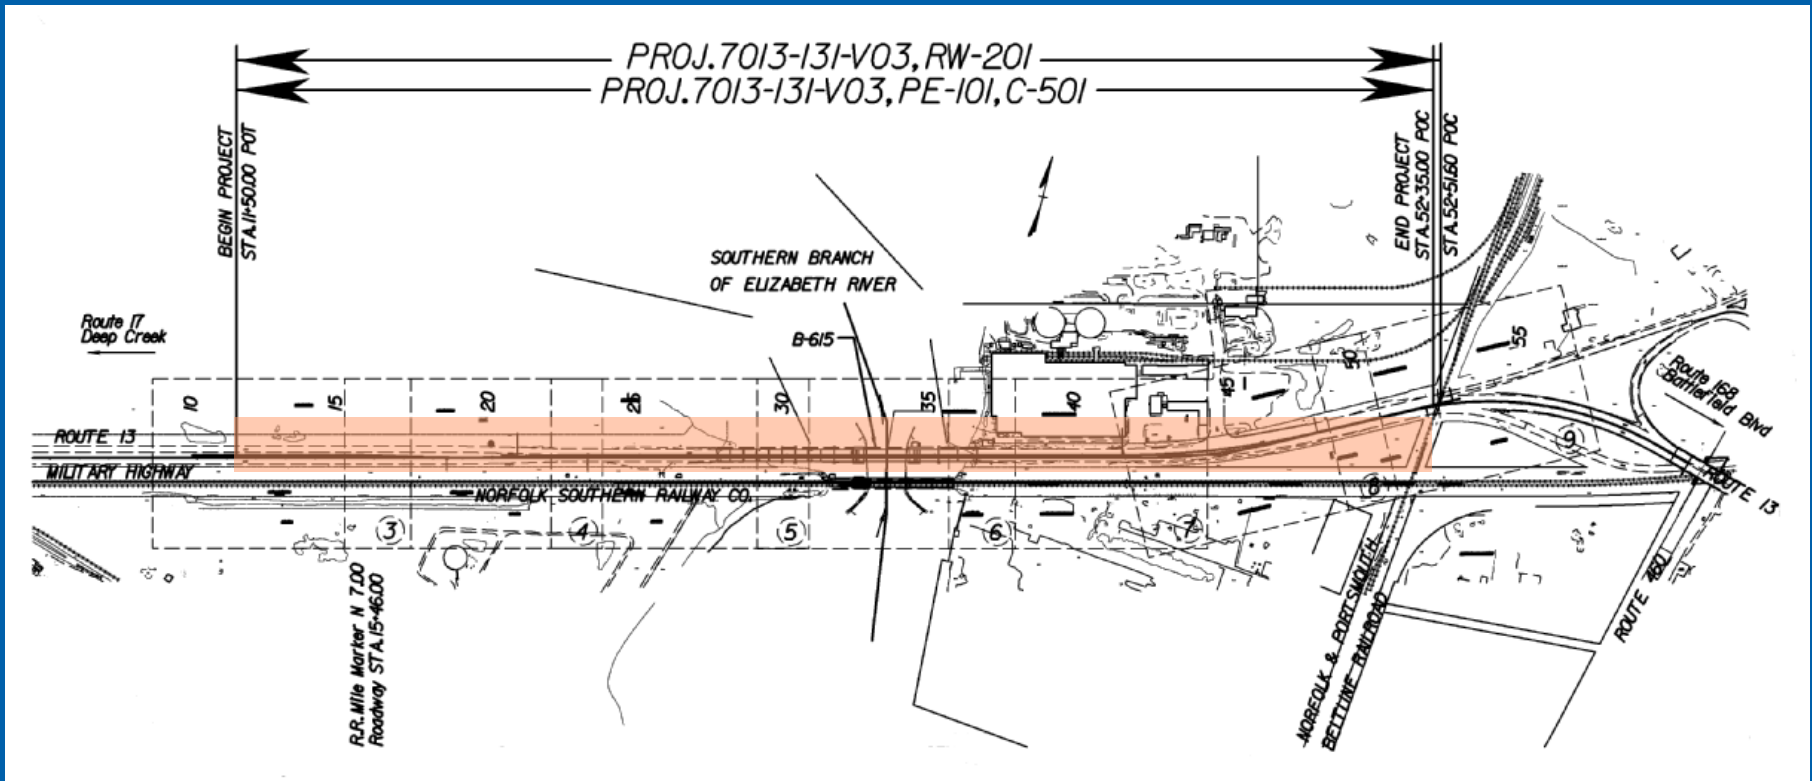 PROJ.7013-131-V03, RW-201
PROJ.7013-131-V03, PE-101, C-501
BEGIN PROJECT
STA.11+50.00 POT
END PROJECT
STA.52+35.00 POC
STA.52+51.60 POC
SOUTHERN BRANCH
OF ELIZABETH RIVER
B-615
Route 17
Deep Creek
Route 168
Battlefield Blvd
10
15
20
25
30
35
40
45
50
55
ROUTE 13
MILITARY HIGHWAY
NORFOLK SOUTHERN RAILWAY CO.
ROUTE 13
3
4
5
6
7
8
9
R.R. Mile Marker N 7.00
Roadway STA.15+46.00
NORFOLK & PORTSMOUTH
BELTLINE RAILROAD
ROUTE 460